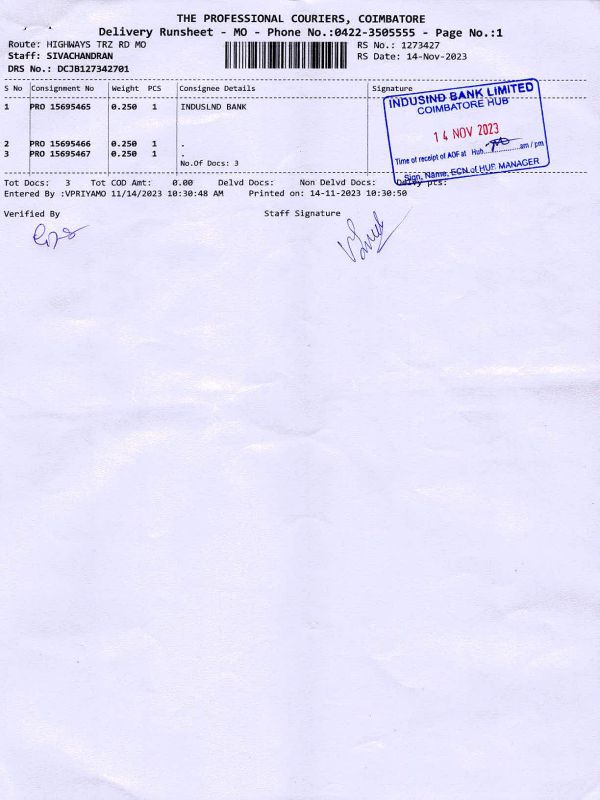 THE PROFESSIONAL COURIERS, COIMBATORE
Delivery Runsheet - MO - Phone No.:0422-3505555 - Page No.:1
Route: HIGHWAYS TRZ RD MO
RS No.: 1273427
Staff: SIVACHANDRAN
RS Date: 14-Nov-2023
DRS No.: DCJB127342701
S No Consignment No Weight PCS Consignee Details Signature
1 PRO 15695465 0.250 1 INDUSLND BANK
2 PRO 15695466 0.250 1 .
3 PRO 15695467 0.250 1 .
No.Of Docs: 3
INDUSIND BANK LIMITED
COIMBATORE HUB
14 NOV 2023
Time of receipt of AOF at Hub..............am / pm
Sign, Name, ECN of HUF MANAGER
Tot Docs: 3 Tot COD Amt: 0.00 Delvd Docs: Non Delvd Docs: Delvy pts:
Entered By :VPRIYAMO 11/14/2023 10:30:48 AM Printed on: 14-11-2023 10:30:50
Verified By Staff Signature